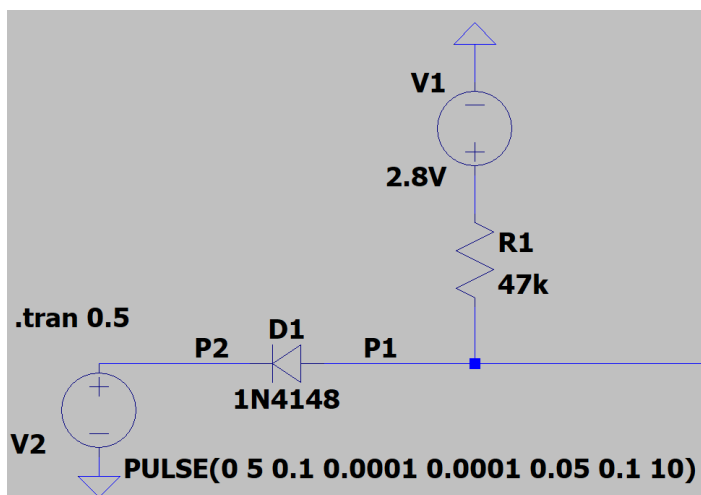 V1
2.8V
R1
47k
.tran 0.5
D1
P2 P1
1N4148
V2
PULSE(0 5 0.1 0.0001 0.0001 0.05 0.1 10)